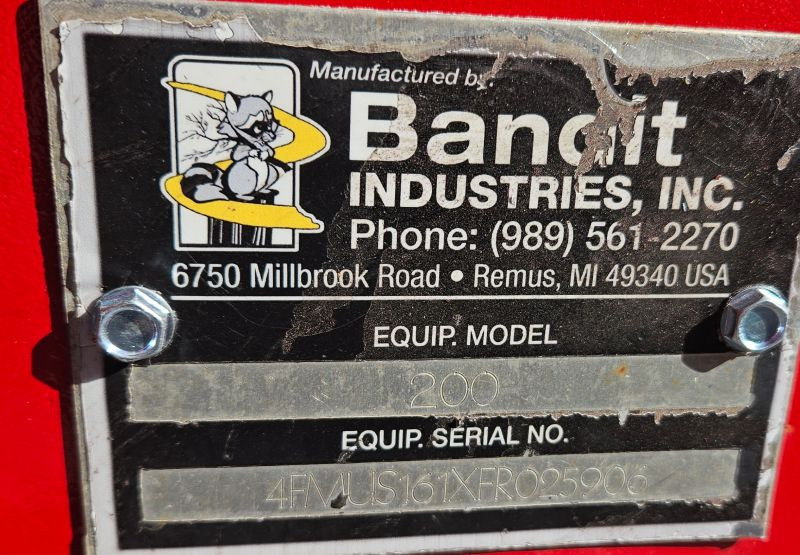 Manufactured by:
Bandit
INDUSTRIES, INC.
Phone: (989) 561-2270
6750 Millbrook Road • Remus, MI 49340 USA
EQUIP. MODEL
200
EQUIP. SERIAL NO.
4FMUS161XFR025906